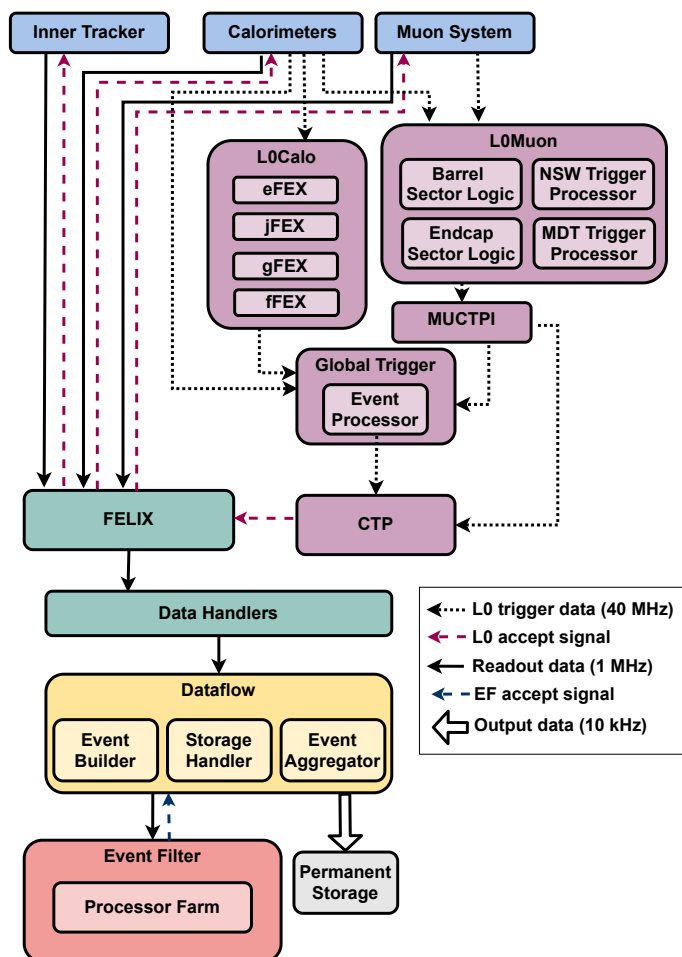 Inner Tracker
Calorimeters
Muon System
L0Calo
eFEX
jFEX
gFEX
fFEX
L0Muon
Barrel
Sector Logic
NSW Trigger
Processor
Endcap
Sector Logic
MDT Trigger
Processor
MUCTPI
Global Trigger
Event
Processor
FELIX
CTP
Data Handlers
L0 trigger data (40 MHz)
L0 accept signal
Readout data (1 MHz)
EF accept signal
Output data (10 kHz)
Dataflow
Event
Builder
Storage
Handler
Event
Aggregator
Event Filter
Processor Farm
Permanent
Storage